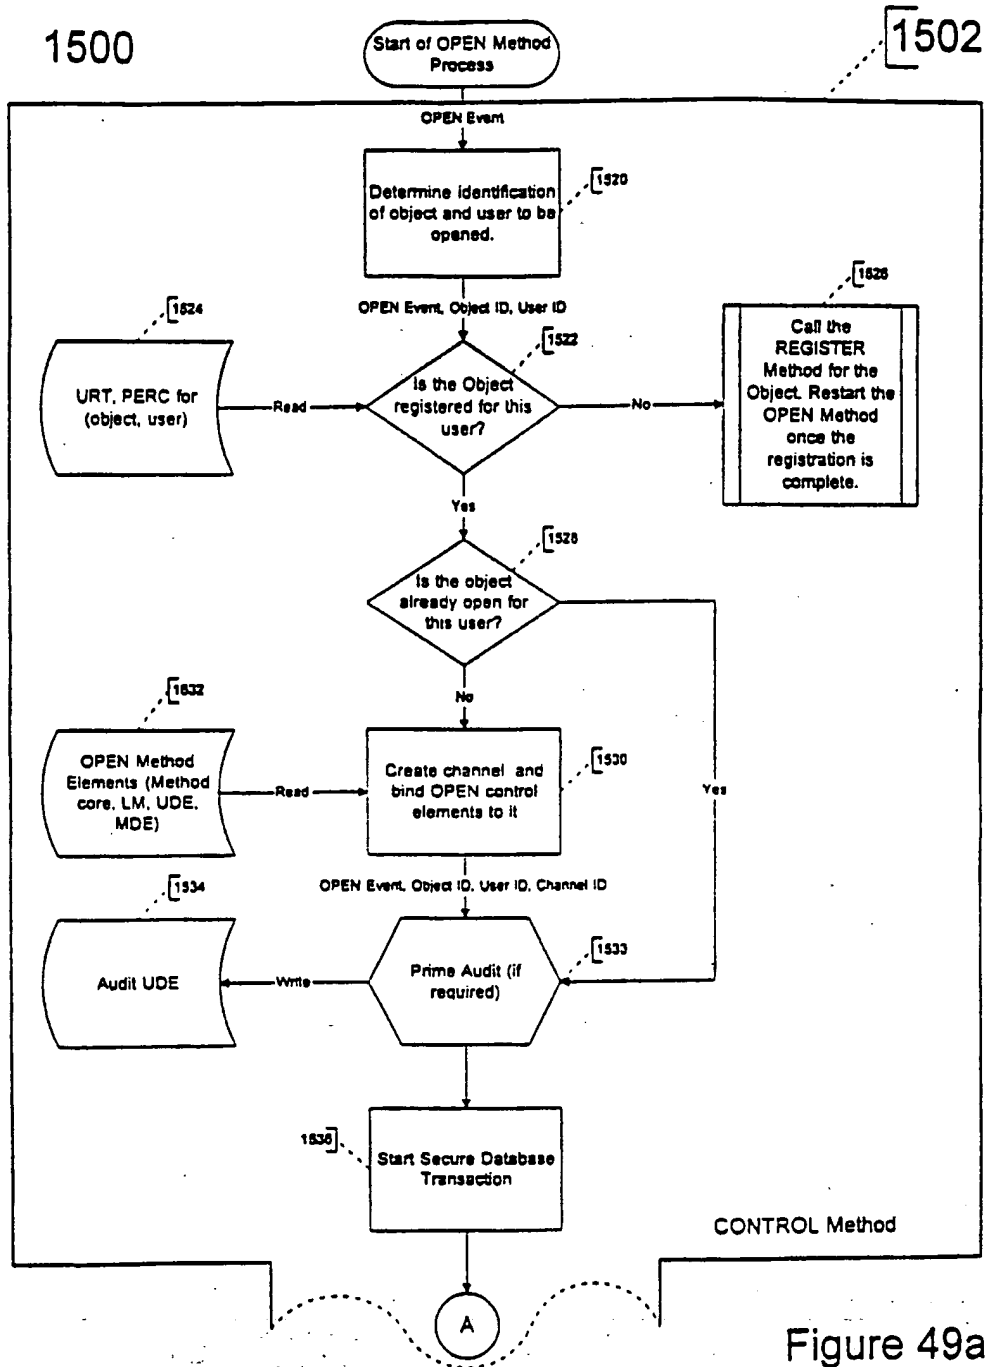 1500
Start of OPEN Method
Process
1502
OPEN Event
Determine identification
of object and user to be
opened.
1520
OPEN Event, Object ID, User ID
1524
URT, PERC for
(object, user)
Read
Is the Object
registered for this
user?
1522
No
1526
Call the
REGISTER
Method for the
Object. Restart the
OPEN Method
once the
registration is
complete.
Yes
Is the object
already open for
this user?
1528
No
Yes
1532
OPEN Method
Elements (Method
core, LM, UDE,
MDE)
Read
Create channel and
bind OPEN control
elements to it
1530
OPEN Event, Object ID, User ID, Channel ID
1534
Audit UDE
Write
Prime Audit (if
required)
1533
1536
Start Secure Database
Transaction
CONTROL Method
A
Figure 49a